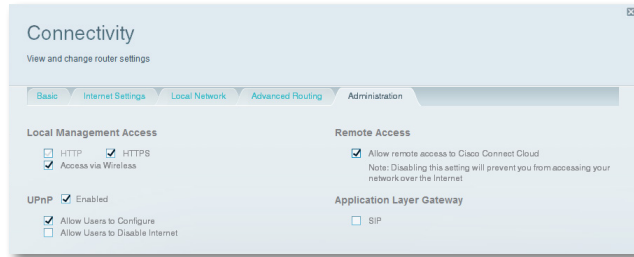 Connectivity
View and change router settings
Basic Internet Settings Local Network Advanced Routing Administration
Local Management Access
HTTP HTTPS
Access via Wireless
UPnP Enabled
Allow Users to Configure
Allow Users to Disable Internet
Remote Access
Allow remote access to Cisco Connect Cloud
Note: Disabling this setting will prevent you from accessing your
network over the Internet
Application Layer Gateway
SIP